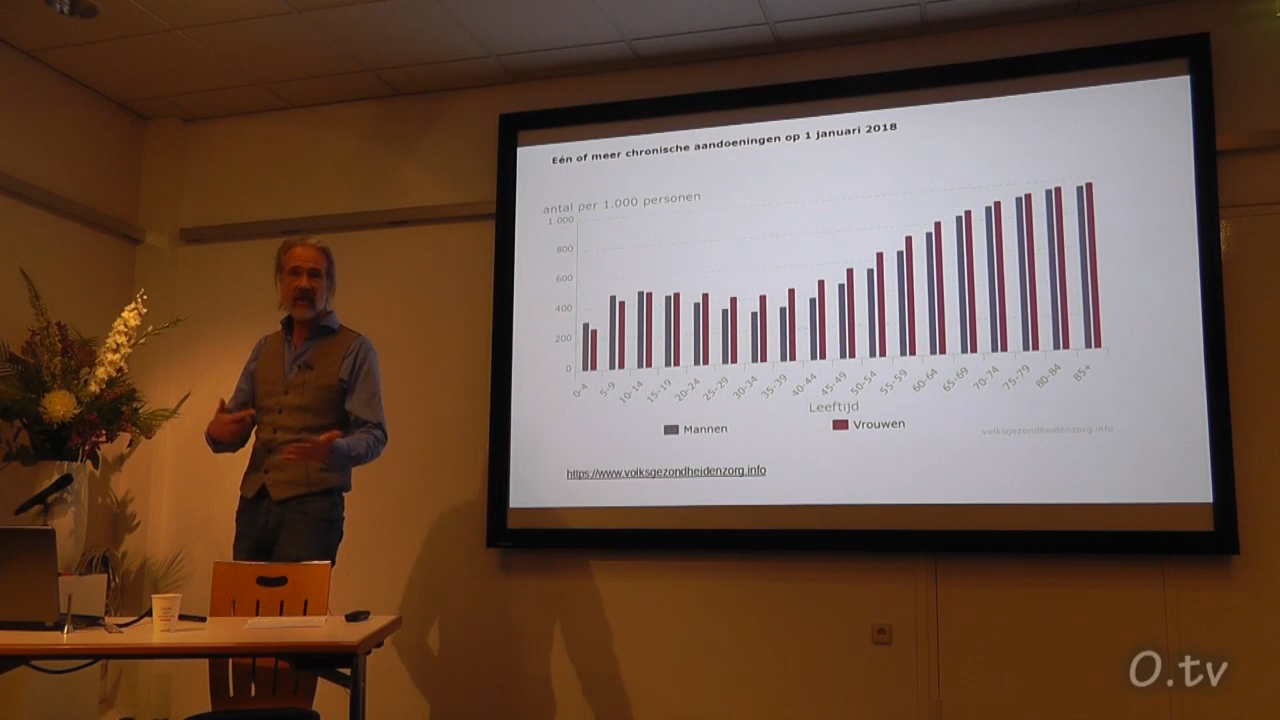 Eén of meer chronische aandoeningen op 1 januari 2018
antal per 1.000 personen
1.000
800
600
400
200
0
0-4 5-9 10-14 15-19 20-24 25-29 30-34 35-39 40-44 45-49 50-54 55-59 60-64 65-69 70-74 75-79 80-84 85+
Leeftijd
Mannen Vrouwen
volksgezondheidenzorg.info
https://www.volksgezondheidenzorg.info
O.tv